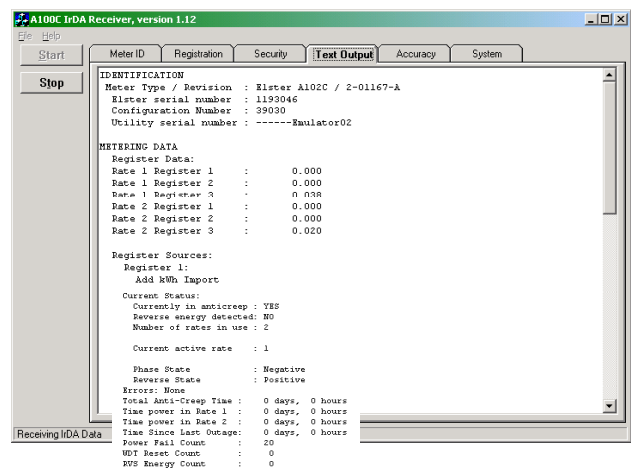 A100C IrDA Receiver, version 1.12
File Help
Start
Stop
Meter ID Registration Security Text Output Accuracy System
IDENTIFICATION
Meter Type / Revision : Elster A102C / 2-01167-A
Elster serial number : 1193046
Configuration Number : 39030
Utility serial number : ------Emulator02
METERING DATA
Register Data:
Rate 1 Register 1 : 0.000
Rate 1 Register 2 : 0.000
Rate 1 Register 3 : 0.038
Rate 2 Register 1 : 0.000
Rate 2 Register 2 : 0.000
Rate 2 Register 3 : 0.020
Register Sources:
Register 1:
Add kWh Import
Current Status:
Currently in anticreep : YES
Reverse energy detected: NO
Number of rates in use : 2
Current active rate : 1
Phase State : Negative
Reverse State : Positive
Errors: None
Total Anti-Creep Time : 0 days, 0 hours
Time power in Rate 1 : 0 days, 0 hours
Time power in Rate 2 : 0 days, 0 hours
Time Since Last Outage: 0 days, 0 hours
Power Fail Count : 20
WDT Reset Count : 0
RVS Energy Count : 0
Receiving IrDA Data